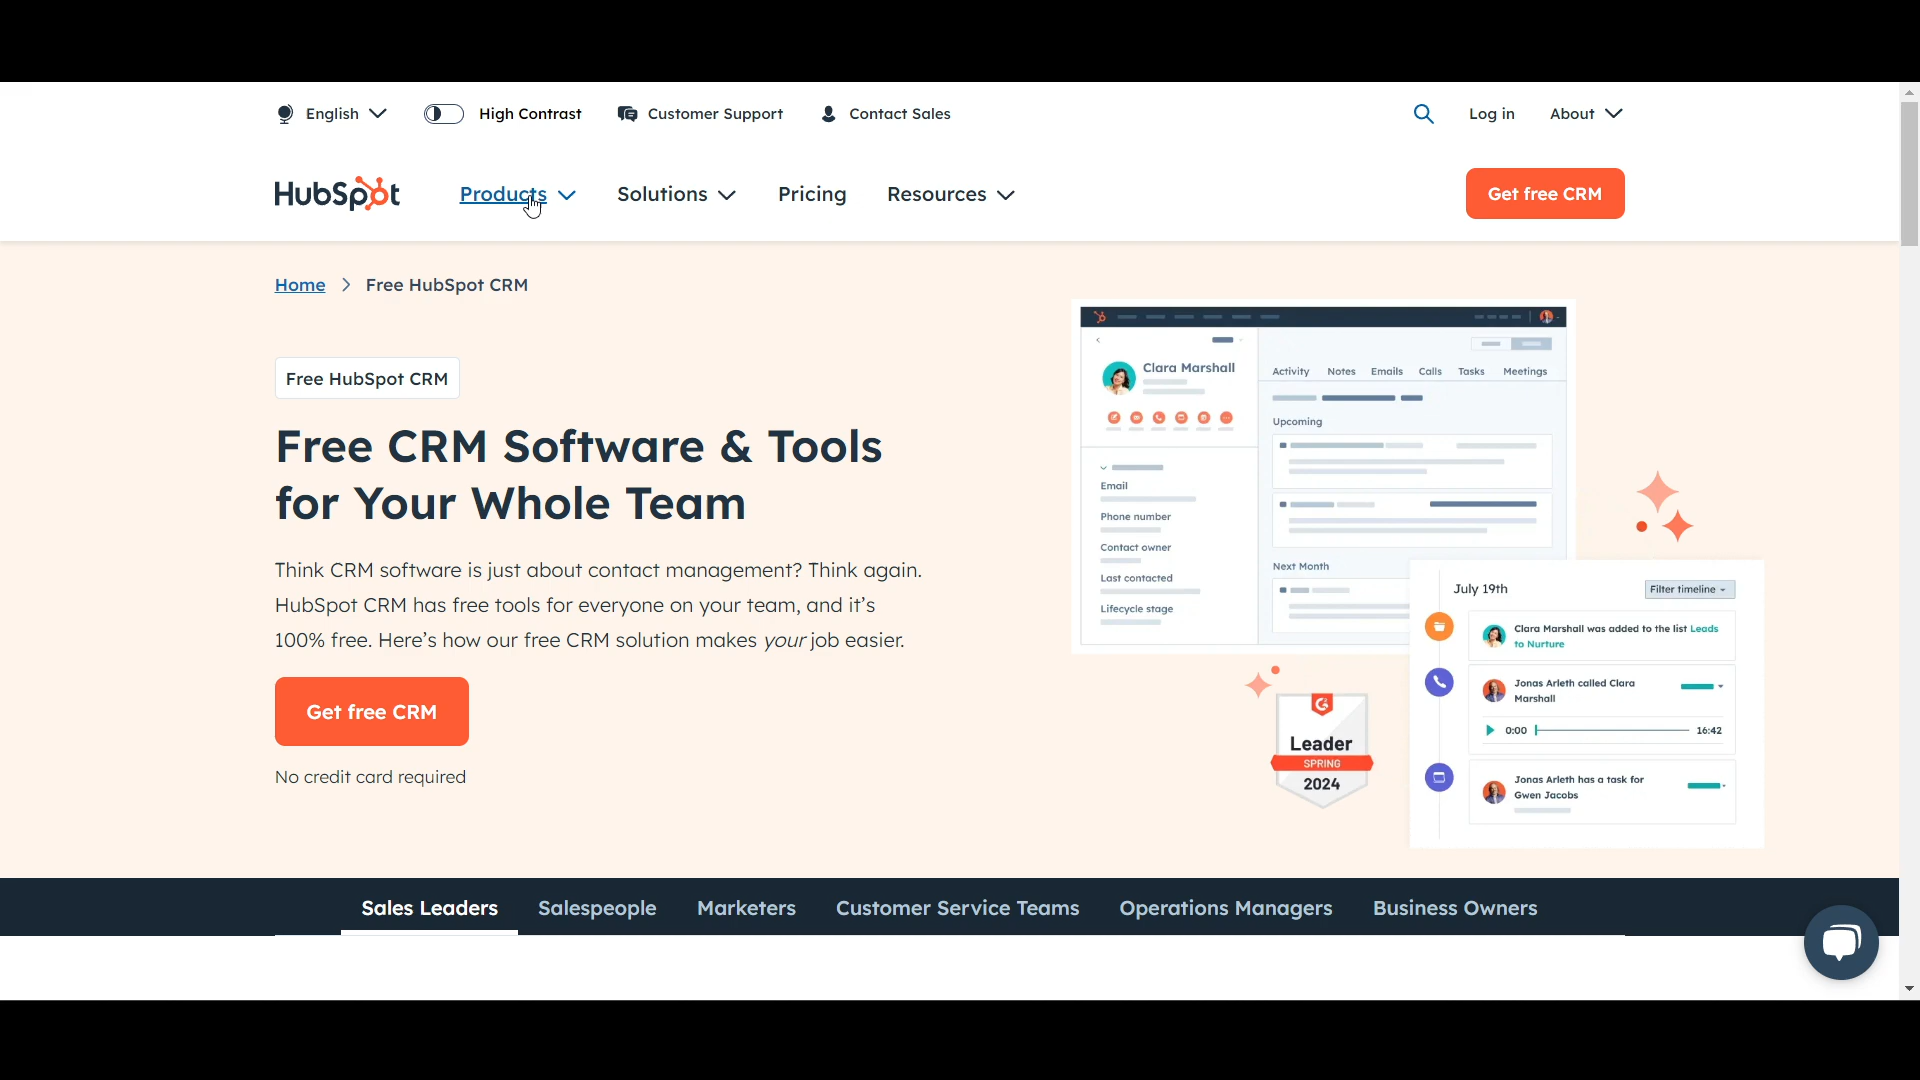 English
High Contrast
Customer Support
Contact Sales
Log in
About
HubSpot
Products
Solutions
Pricing
Resources
Get free CRM
Home > Free HubSpot CRM
Free HubSpot CRM
Free CRM Software & Tools
for Your Whole Team
Think CRM software is just about contact management? Think again.
HubSpot CRM has free tools for everyone on your team, and it's
100% free. Here's how our free CRM solution makes your job easier.
Get free CRM
No credit card required
Clara Marshall
Email
Phone number
Contact owner
Last contacted
Lifecycle stage
Activity
Notes
Emails
Calls
Tasks
Meetings
Upcoming
Next Month
July 19th
Filter timeline
Clara Marshall was added to the list Leads
to Nurture
Jonas Arleth called Clara
Marshall
0:00
16:42
Jonas Arleth has a task for
Gwen Jacobs
Leader
SPRING
2024
Sales Leaders
Salespeople
Marketers
Customer Service Teams
Operations Managers
Business Owners